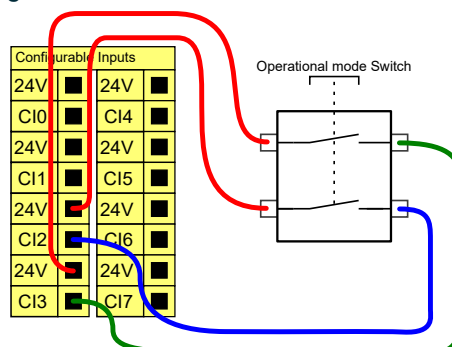 Configurable Inputs
Operational mode Switch
24V 24V
CI0 CI4
24V 24V
CI1 CI5
24V 24V
CI2 CI6
24V 24V
CI3 CI7